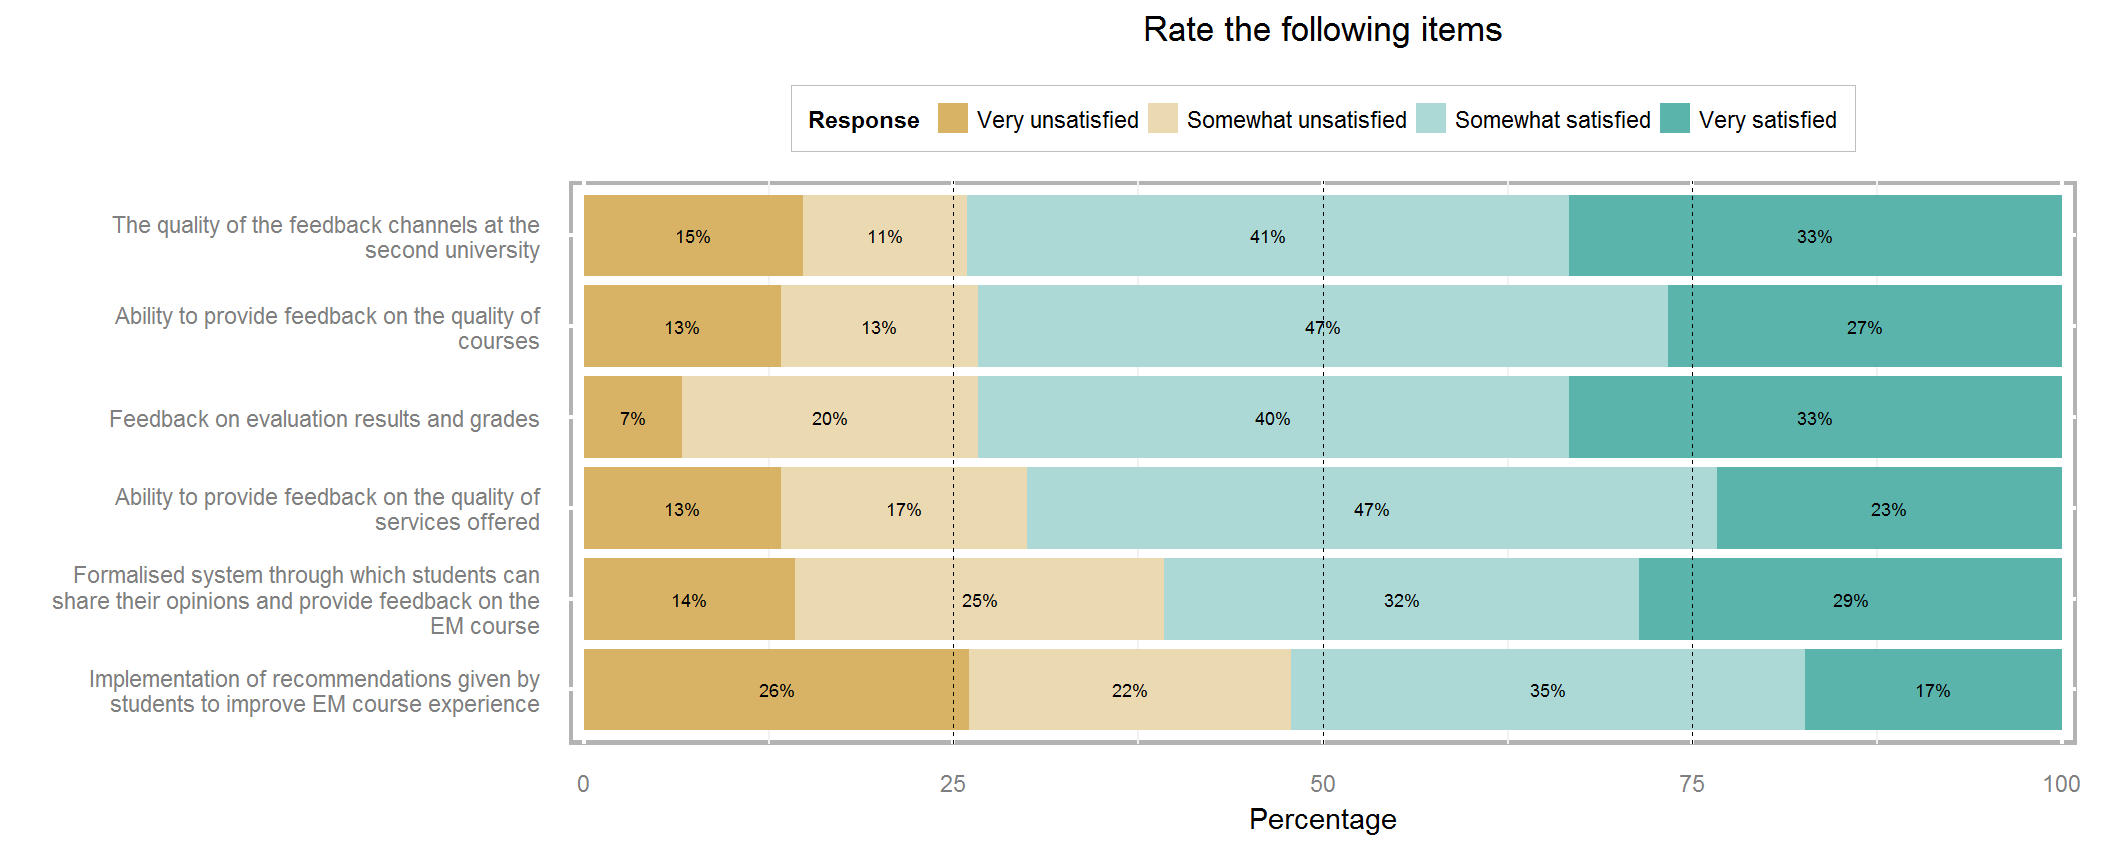 Rate the following items
Response Very unsatisfied Somewhat unsatisfied Somewhat satisfied Very satisfied
The quality of the feedback channels at the
second university
15% 11% 41% 33%
Ability to provide feedback on the quality of
courses
13% 13% 47% 27%
Feedback on evaluation results and grades
7% 20% 40% 33%
Ability to provide feedback on the quality of
services offered
13% 17% 47% 23%
Formalised system through which students can
share their opinions and provide feedback on the
EM course
14% 25% 32% 29%
Implementation of recommendations given by
students to improve EM course experience
26% 22% 35% 17%
0 25 50 75 100
Percentage